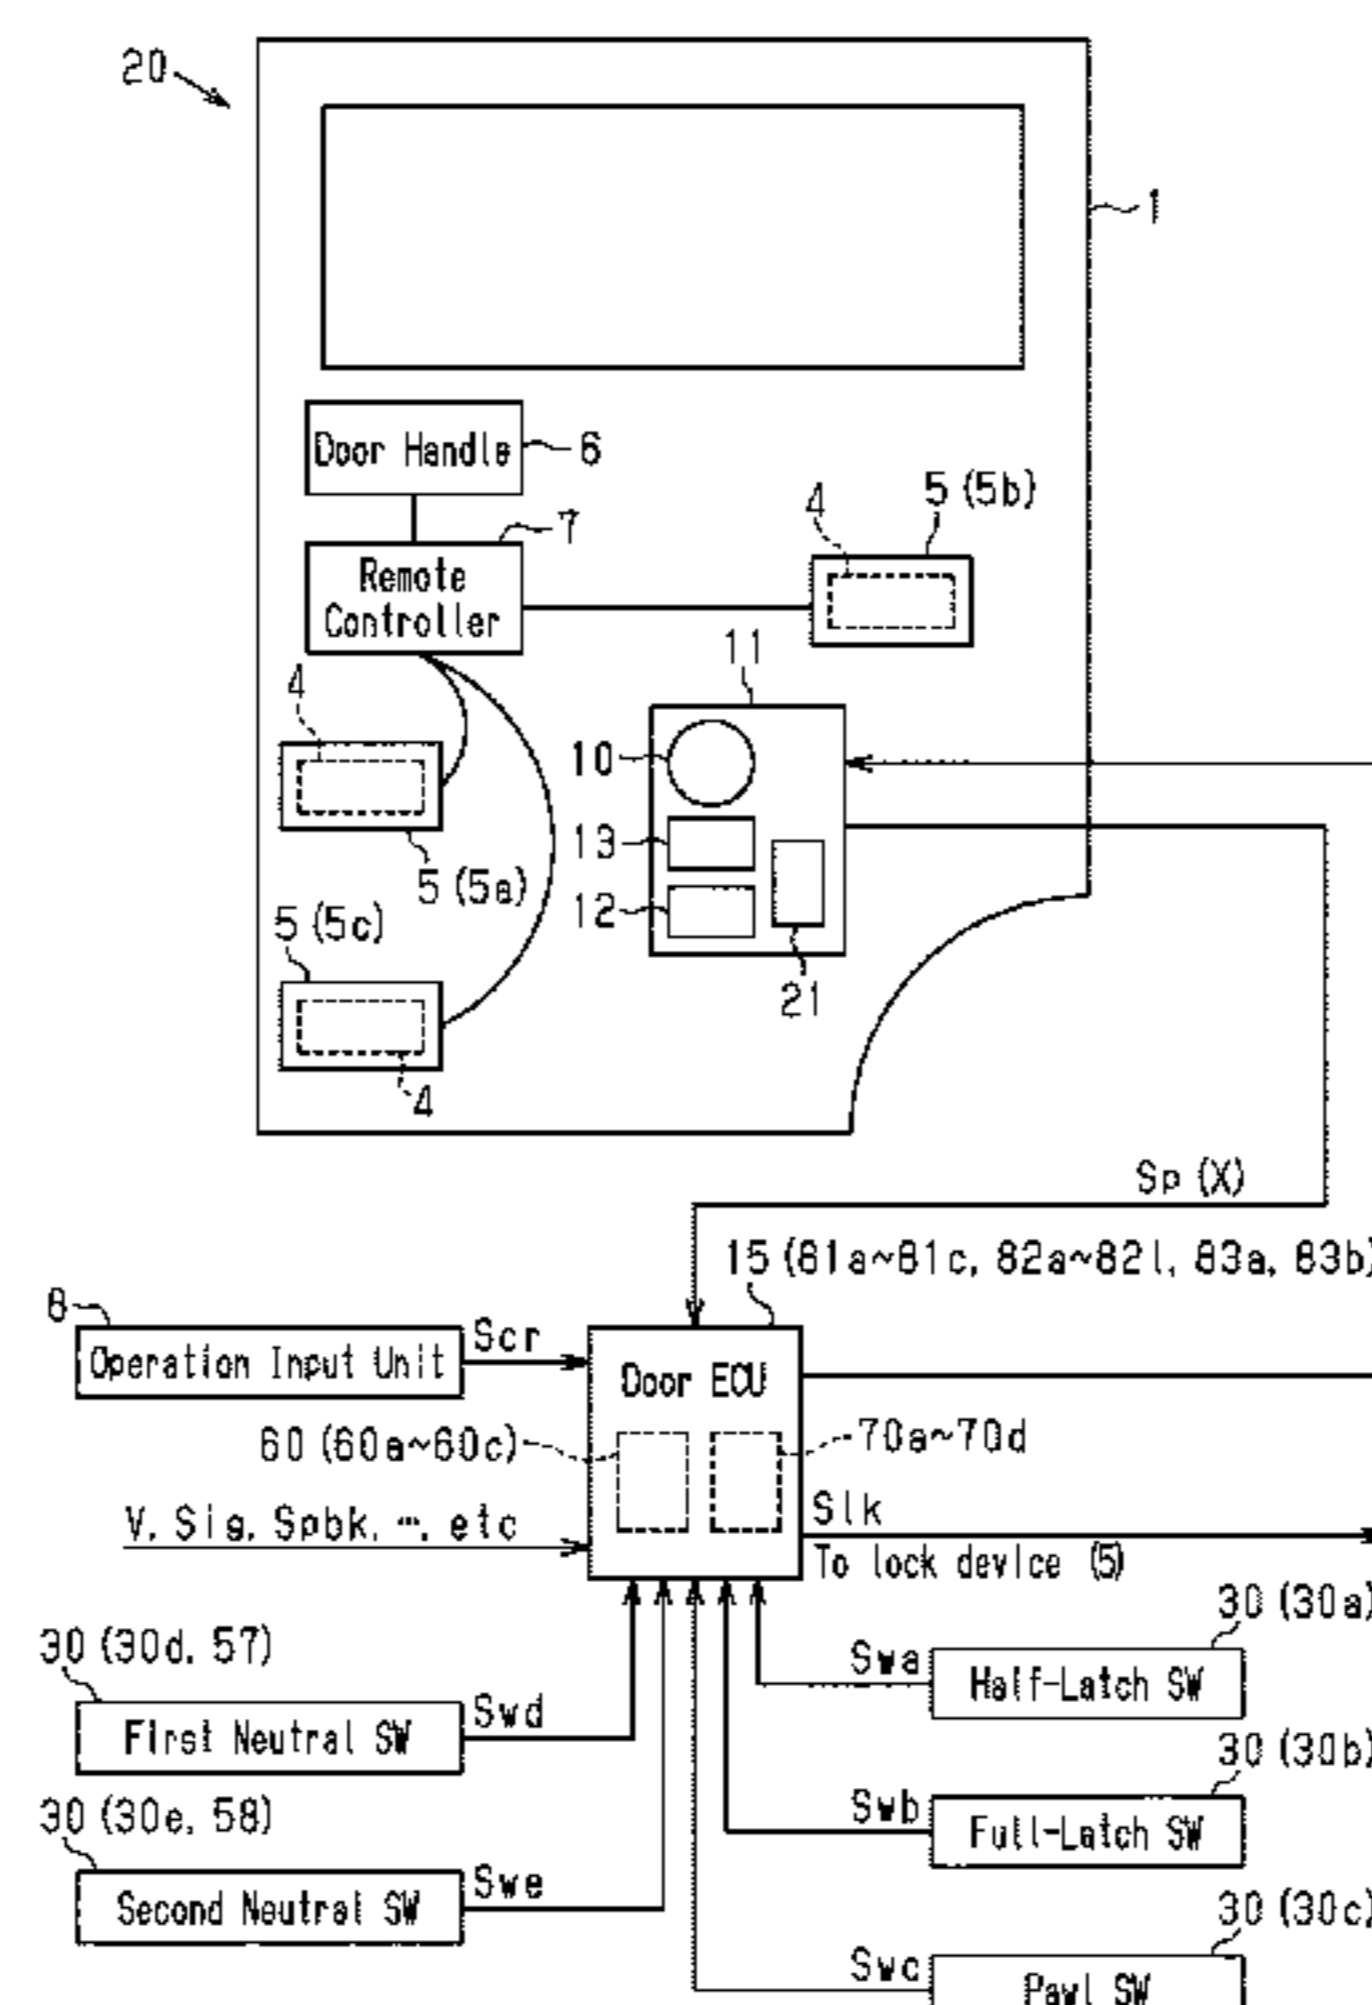 20
1
Door Handle
6
4
5 (5b)
7
Remote
Controller
11
4
10
13
5 (5a)
12
5 (5c)
21
4
Sp (X)
15 (81a~81c, 82a~82l, 83a, 83b)
8
Operation Input Unit
Scr
Door ECU
60 (60a~60c)
70a~70d
V, Sig, Spbk, …, etc
Slk
To lock device (5)
30 (30a)
30 (30d, 57)
Swa
Half-Latch SW
First Neutral SW
Swd
30 (30b)
30 (30e, 58)
Swb
Full-Latch SW
Second Neutral SW
Swe
30 (30c)
Swc
Pawl SW